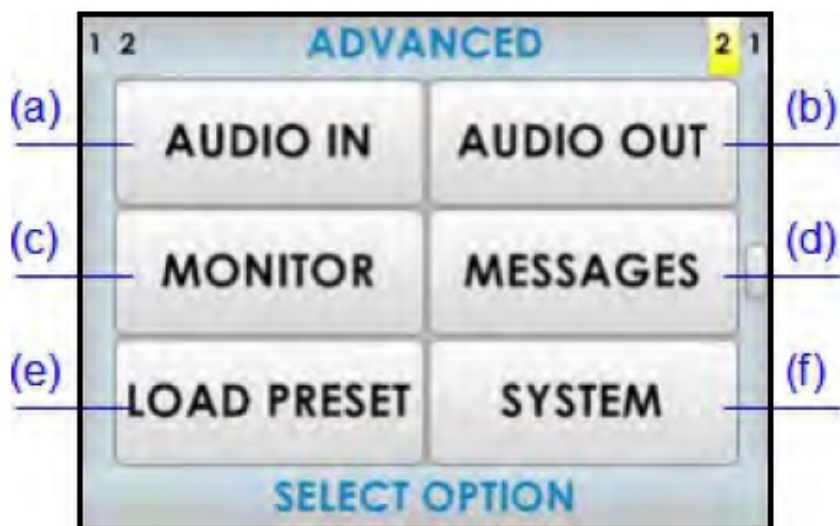 1 2 ADVANCED 2 1
(a) AUDIO IN AUDIO OUT (b)
(c) MONITOR MESSAGES (d)
(e) LOAD PRESET SYSTEM (f)
SELECT OPTION